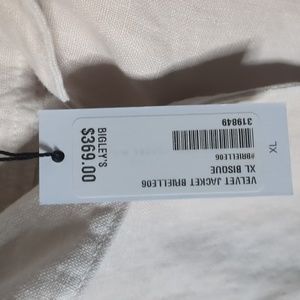 VELVET JACKET BRIELLE06
XL BISQUE
#BRIELLE06
319849
BIGLEY'S
$369.00
XL